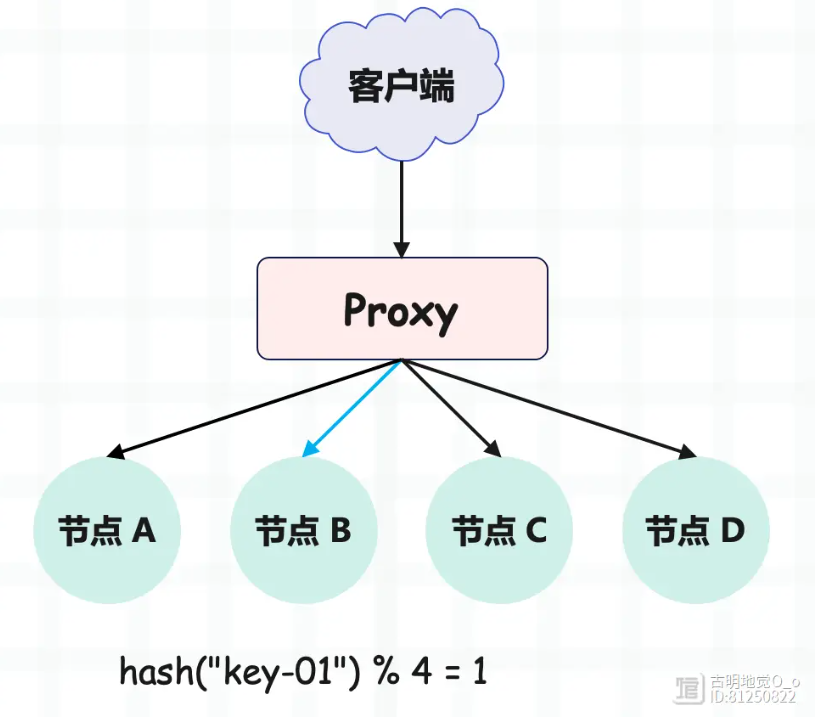 客户端
Proxy
节点 A
节点 B
节点 C
节点 D
hash("key-01") % 4 = 1
古明地觉O_o
ID:81250822